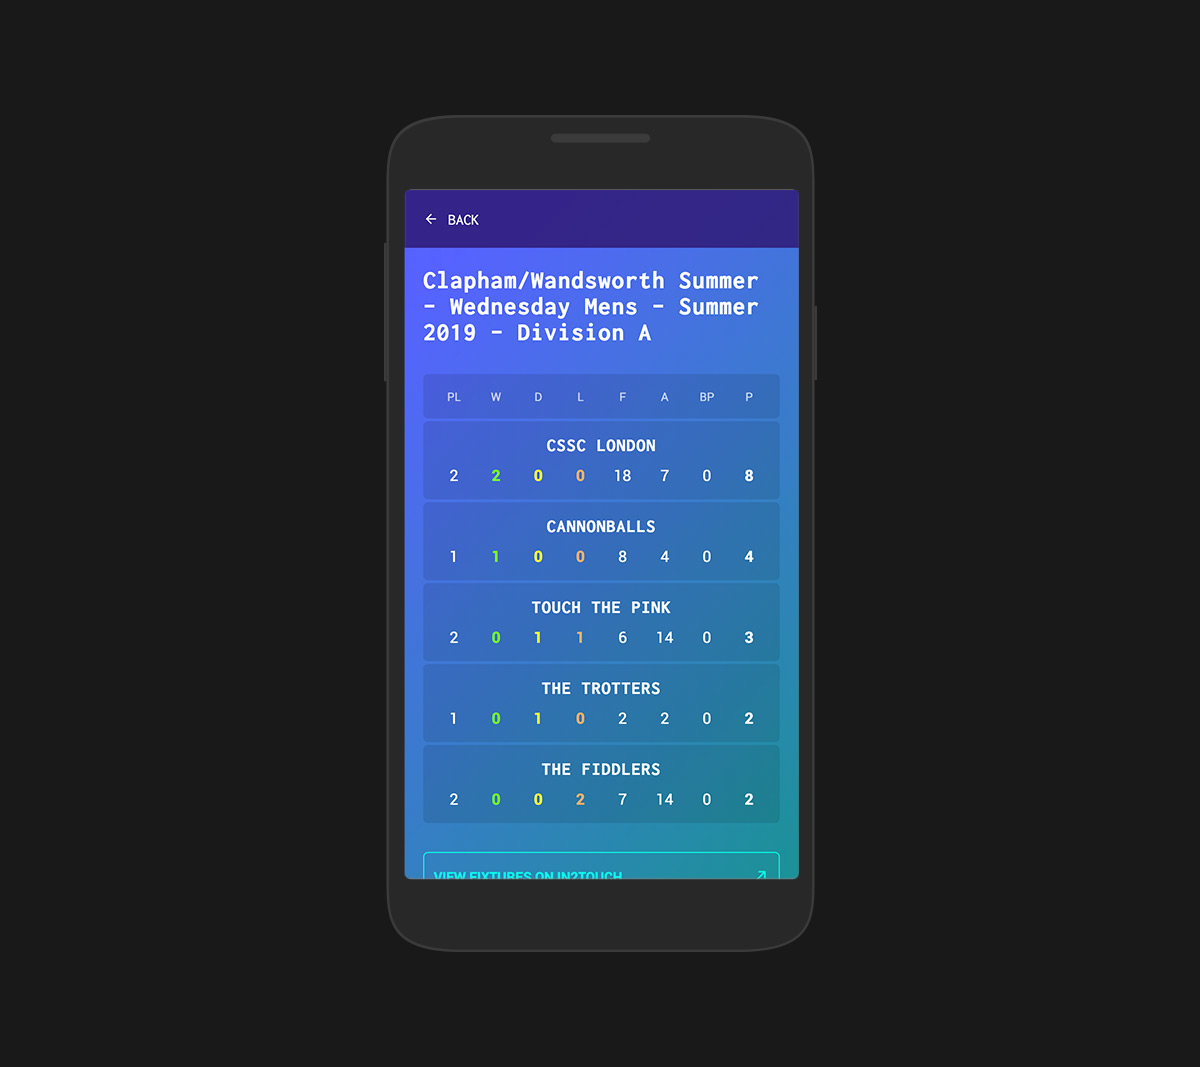 ← BACK
Clapham/Wandsworth Summer
- Wednesday Mens - Summer
2019 - Division A
PL W D L F A BP P
CSSC LONDON
2 2 0 0 18 7 0 8
CANNONBALLS
1 1 0 0 8 4 0 4
TOUCH THE PINK
2 0 1 1 6 14 0 3
THE TROTTERS
1 0 1 0 2 2 0 2
THE FIDDLERS
2 0 0 2 7 14 0 2
VIEW FIXTURES ON IN2TOUCH